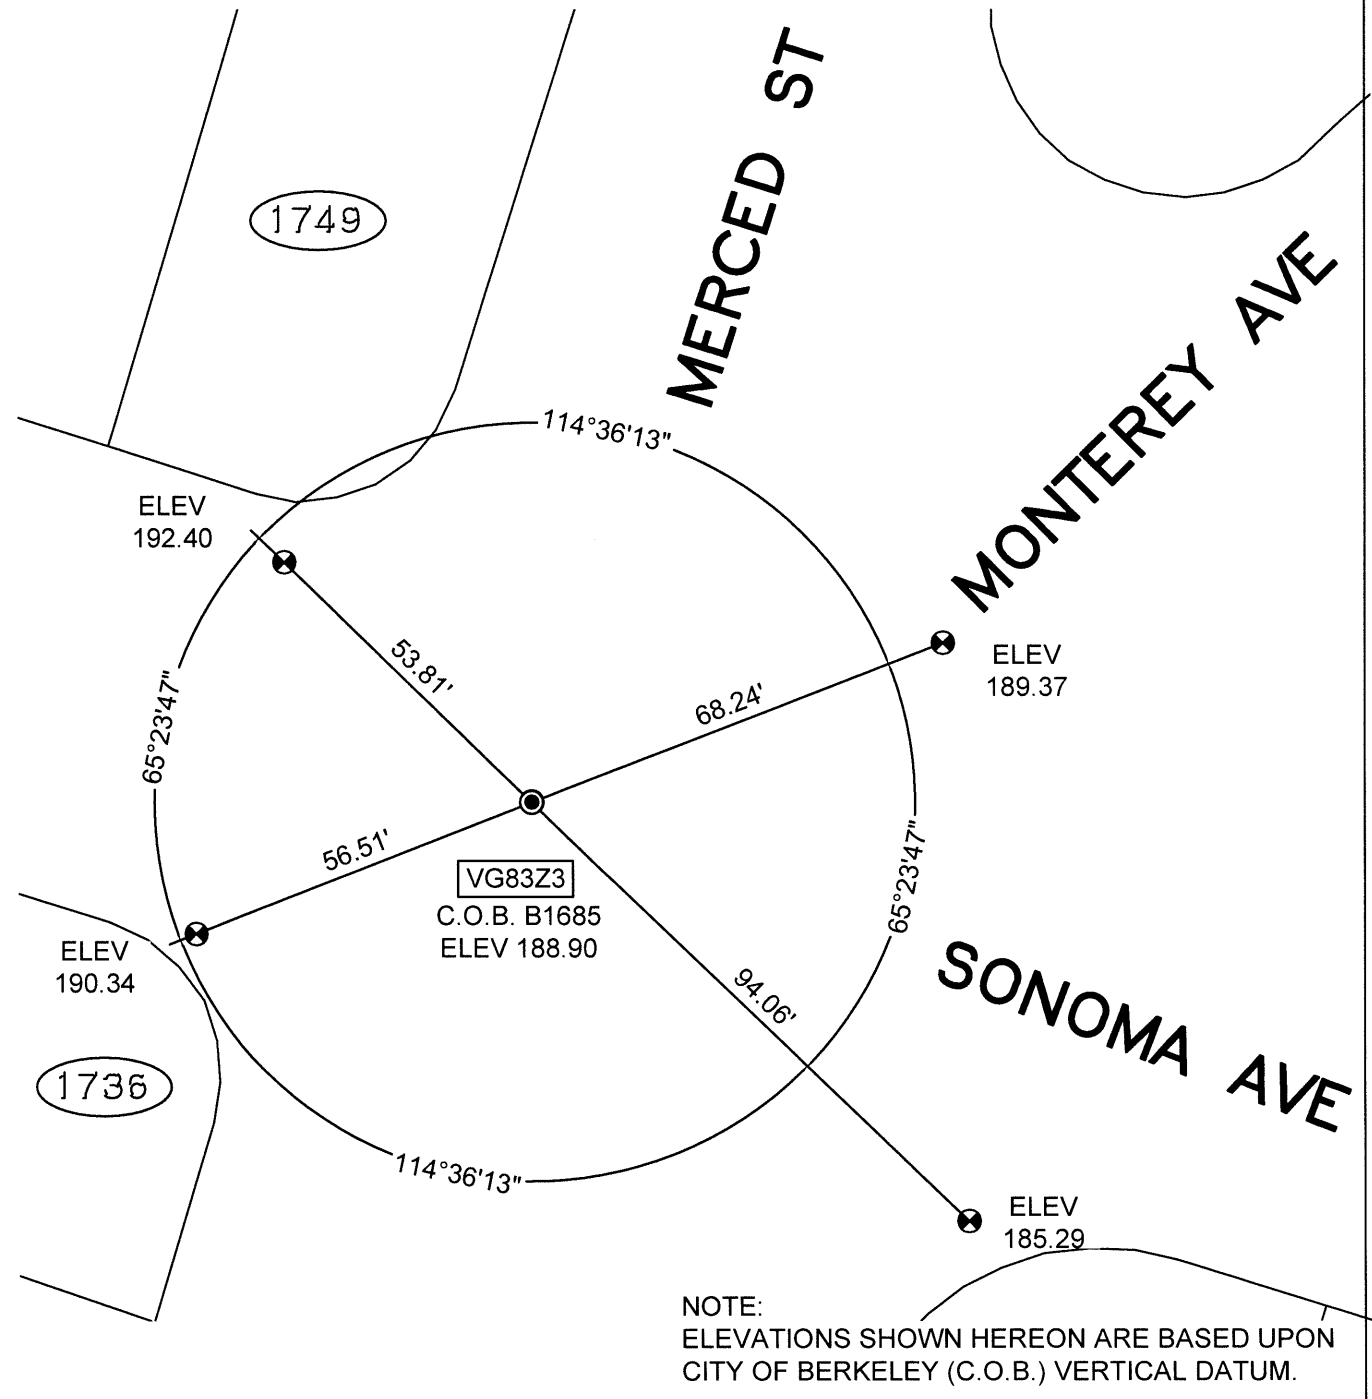 MERCED ST
1749
MONTEREY AVE
114°36'13"
ELEV
192.40
53.81'
65°23'47"
68.24'
ELEV
189.37
56.51'
VG83Z3
C.O.B. B1685
ELEV 188.90
65°23'47"
ELEV
190.34
94.06'
SONOMA AVE
1736
114°36'13"
ELEV
185.29
NOTE:
ELEVATIONS SHOWN HEREON ARE BASED UPON
CITY OF BERKELEY (C.O.B.) VERTICAL DATUM.